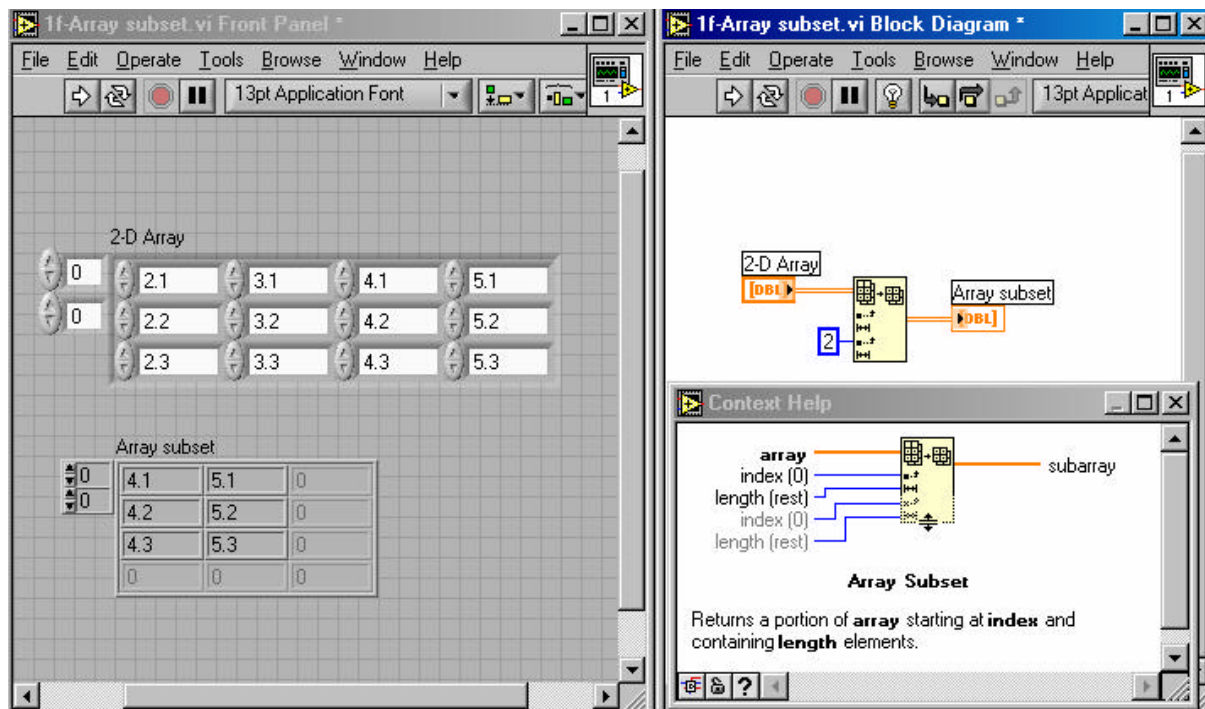 1f-Array subset.vi Front Panel *
File Edit Operate Tools Browse Window Help
13pt Application Font
1
2-D Array
0 2.1 3.1 4.1 5.1
0 2.2 3.2 4.2 5.2
2.3 3.3 4.3 5.3
Array subset
0 4.1 5.1 0
0 4.2 5.2 0
4.3 5.3 0
0 0 0
1f-Array subset.vi Block Diagram *
File Edit Operate Tools Browse Window Help
13pt Applicat
1
2-D Array
[DBL]
Array subset
DBL]
2
Context Help
array
index (0)
length (rest)
index (0)
length (rest)
subarray
Array Subset
Returns a portion of array starting at index and
containing length elements.
?